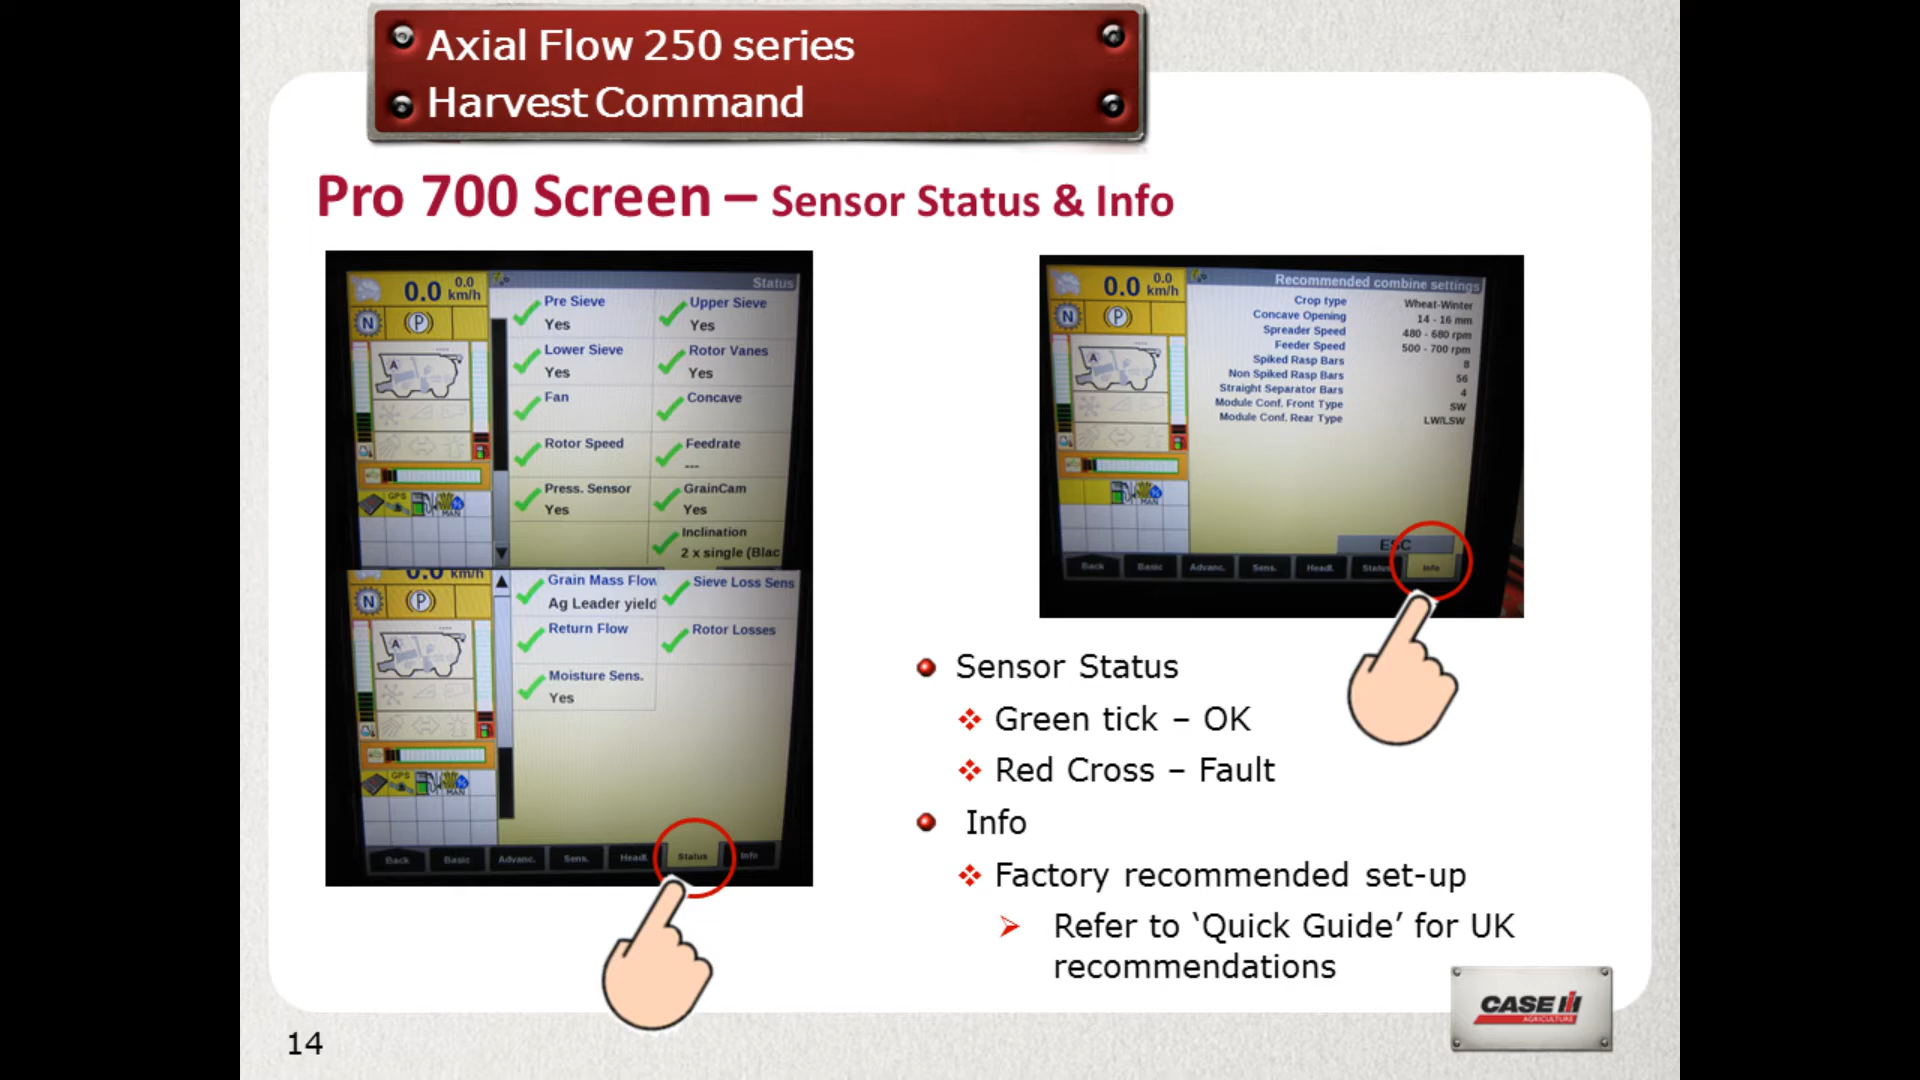 Axial Flow 250 series
Harvest Command
Pro 700 Screen – Sensor Status & Info
0.0 0.0 km/h
Status
N P
Pre Sieve
Yes
Upper Sieve
Yes
Lower Sieve
Yes
Rotor Vanes
Yes
Fan
Concave
Rotor Speed
Feedrate
---
Press. Sensor
Yes
GrainCam
Yes
Inclination
2 x single (Blac
A
GPS
MAN
0.0 km/h
N P
Grain Mass Flow
Ag Leader yield
Sieve Loss Sens
Return Flow
Rotor Losses
Moisture Sens.
Yes
A
GPS
MAN
Back Basic Advanc. Sens. Headl. Status Info
0.0 0.0 km/h
N P
Recommended combine settings
Crop type Wheat-Winter
Concave Opening 14 - 16 mm
Spreader Speed 480 - 680 rpm
Feeder Speed 500 - 700 rpm
Spiked Rasp Bars 8
Non Spiked Rasp Bars 56
Straight Separator Bars 4
Module Conf. Front Type SW
Module Conf. Rear Type LW/LSW
A
MAN
ESC
Back Basic Advanc. Sens. Headl. Status Info
Sensor Status
Green tick – OK
Red Cross – Fault
Info
Factory recommended set-up
Refer to ‘Quick Guide’ for UK
recommendations
CASE IH
AGRICULTURE
14